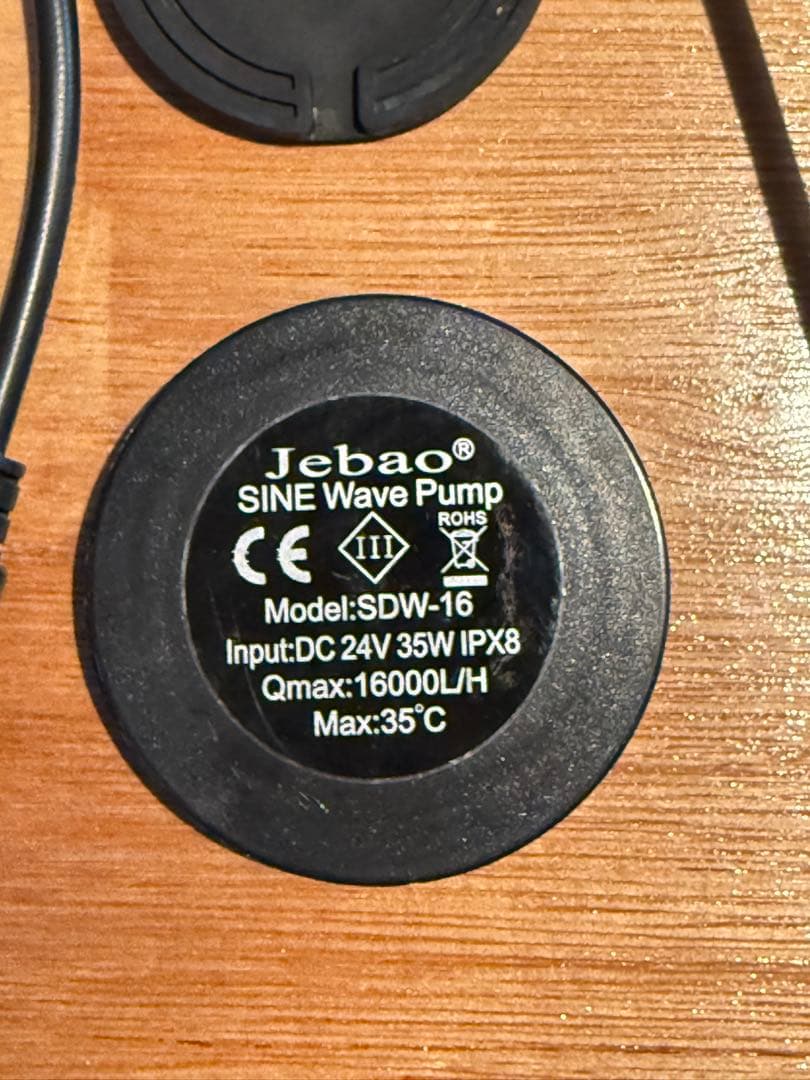 Jebao®
SINE Wave Pump
CE III ROHS
Model:SDW-16
Input:DC 24V 35W IPX8
Qmax:16000L/H
Max:35°C